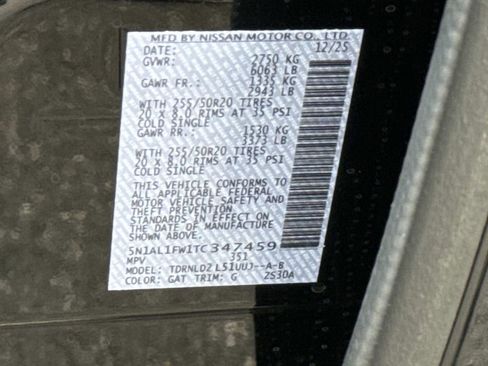 MFD BY NISSAN MOTOR CO., LTD
DATE: 12/25
GVWR: 2750 KG
6063 LB
GAWR FR.: 1335 KG
2943 LB
WITH 255/50R20 TIRES
20 x 8.0 RIMS AT 35 PSI
COLD SINGLE
GAWR RR.: 1530 KG
3373 LB
WITH 255/50R20 TIRES
20 x 8.0 RIMS AT 35 PSI
COLD SINGLE
THIS VEHICLE CONFORMS TO
ALL APPLICABLE FEDERAL
MOTOR VEHICLE SAFETY AND
THEFT PREVENTION
STANDARDS IN EFFECT ON
THE DATE OF MANUFACTURE
SHOWN ABOVE.
5N1AL1FW1TC347459
MPV 351
MODEL: TDRNLDZ L51UUJ--A-B
COLOR: GAT TRIM: G 2S3DA